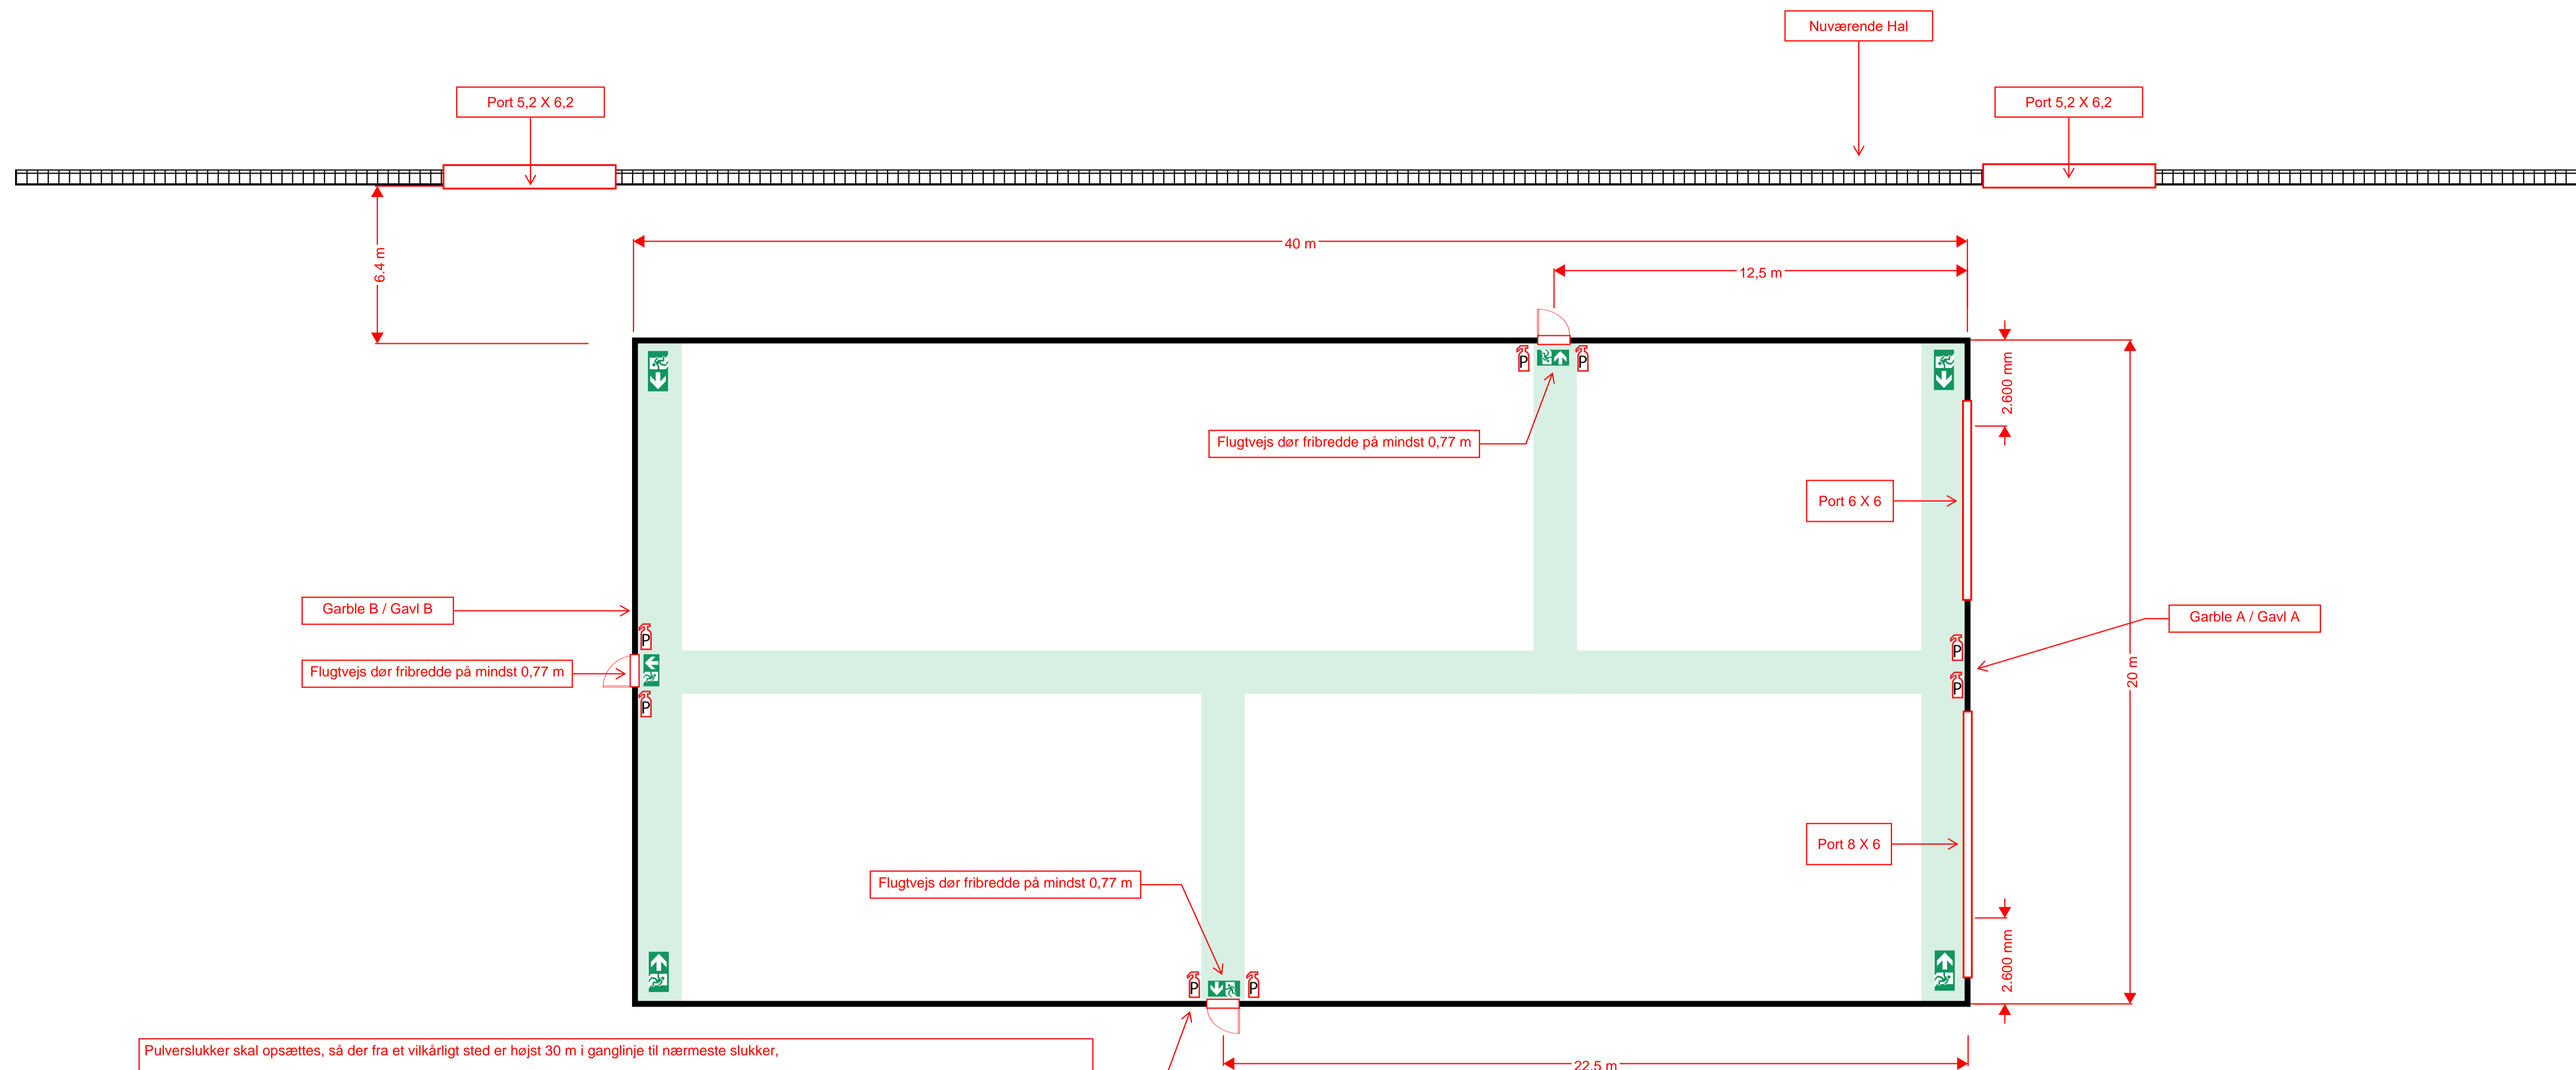 Nuværende Hal
Port 5,2 X 6,2
Port 5,2 X 6,2
6.4 m
40 m
12,5 m
2.600 mm
P
P
Flugtvejs dør fribredde på mindst 0,77 m
Port 6 X 6
Garble B / Gavl B
Garble A / Gavl A
P
P
Flugtvejs dør fribredde på mindst 0,77 m
20 m
P
P
Port 8 X 6
Flugtvejs dør fribredde på mindst 0,77 m
2.600 mm
P
P
Pulverslukker skal opsættes, så der fra et vilkårligt sted er højst 30 m i ganglinje til nærmeste slukker,
22,5 m